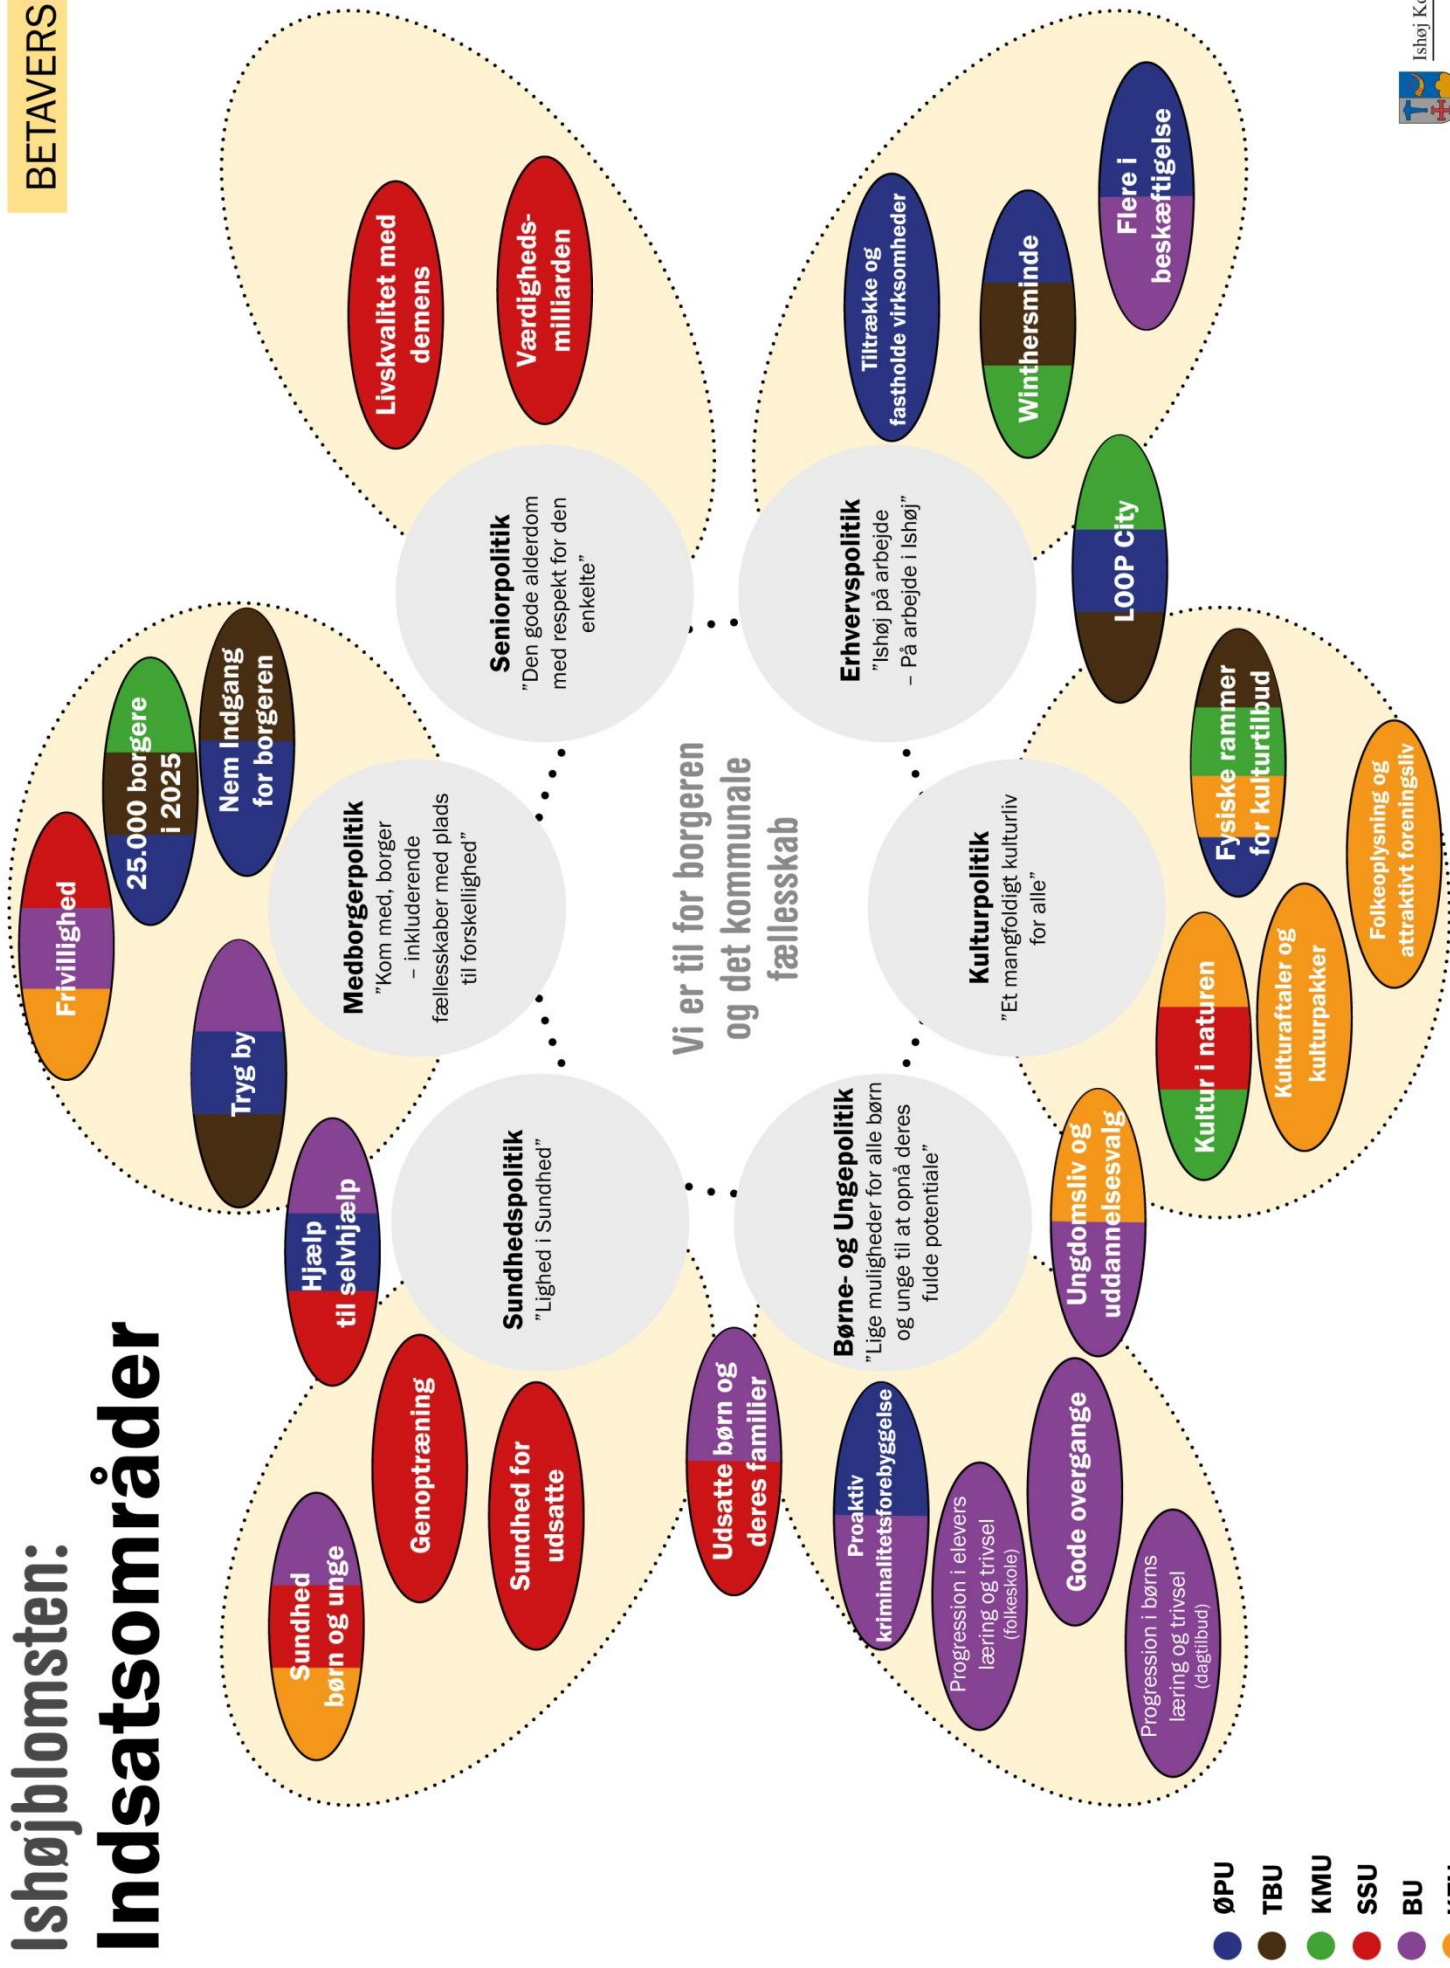 Ishøjblomsten:
Indsatsområder
BETAVERS
Frivillighed
25.000 borgere
i 2025
Nem Indgang
for borgeren
Tryg by
Hjælp
til selvhjælp
Medborgerpolitik
"Kom med, borger
– inkluderende
fællesskaber med plads
til forskellighed"
Livskvalitet med
demens
Værdigheds-
milliarden
Seniorpolitik
"Den gode alderdom
med respekt for den
enkelte"
Sundhed
børn og unge
Genoptræning
Sundhed for
udsatte
Sundhedspolitik
"Lighed i Sundhed"
Udsatte børn og
deres familier
Vi er til for borgeren
og det kommunale
fællesskab
Børne- og Ungepolitik
"Lige muligheder for alle børn
og unge til at opnå deres
fulde potentiale"
Proaktiv
kriminalitetsforebyggelse
Progression i elevers
læring og trivsel
(folkeskole)
Gode overgange
Progression i børns
læring og trivsel
(dagtilbud)
Ungdomsliv og
uddannelsesvalg
Kulturpolitik
"Et mangfoldigt kulturliv
for alle"
Kultur i naturen
Kulturaftaler og
kulturpakker
Fysiske rammer
for kulturtilbud
Folkeoplysning og
attraktivt foreningsliv
LOOP City
Erhvervspolitik
"Ishøj på arbejde
– På arbejde i Ishøj"
Tiltrække og
fastholde virksomheder
Winthersminde
Flere i
beskæftigelse
ØPU
TBU
KMU
SSU
BU
Ishøj